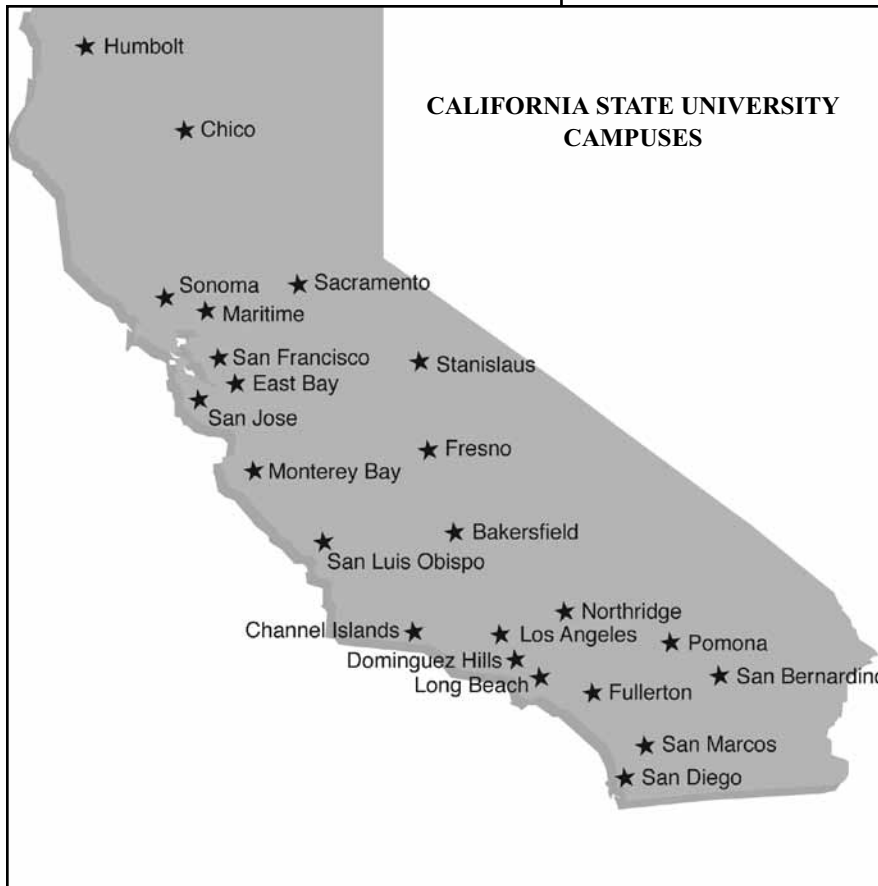 CALIFORNIA STATE UNIVERSITY
CAMPUSES
Humbolt
Chico
Sonoma
Sacramento
Maritime
San Francisco
Stanislaus
East Bay
San Jose
Fresno
Monterey Bay
Bakersfield
San Luis Obispo
Northridge
Channel Islands
Los Angeles
Pomona
Dominguez Hills
Long Beach
San Bernardino
Fullerton
San Marcos
San Diego